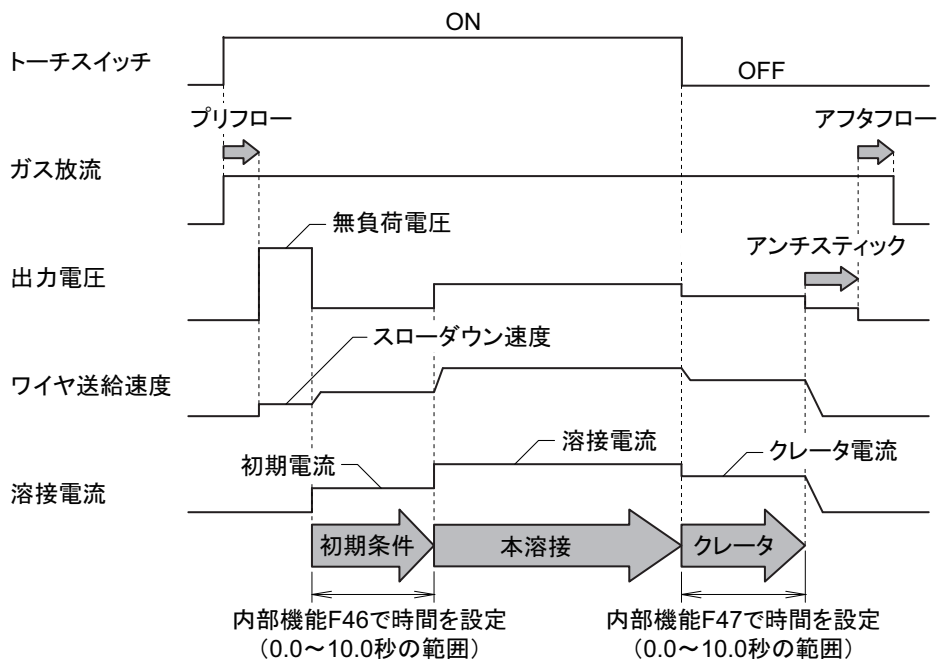 ON
トーチスイッチ
OFF
プリフロー
アフタフロー
ガス放流
無負荷電圧
アンチスティック
出力電圧
スローダウン速度
ワイヤ送給速度
溶接電流
初期電流
クレータ電流
溶接電流
初期条件
本溶接
クレータ
内部機能F46で時間を設定
（0.0～10.0秒の範囲）
内部機能F47で時間を設定
（0.0～10.0秒の範囲）